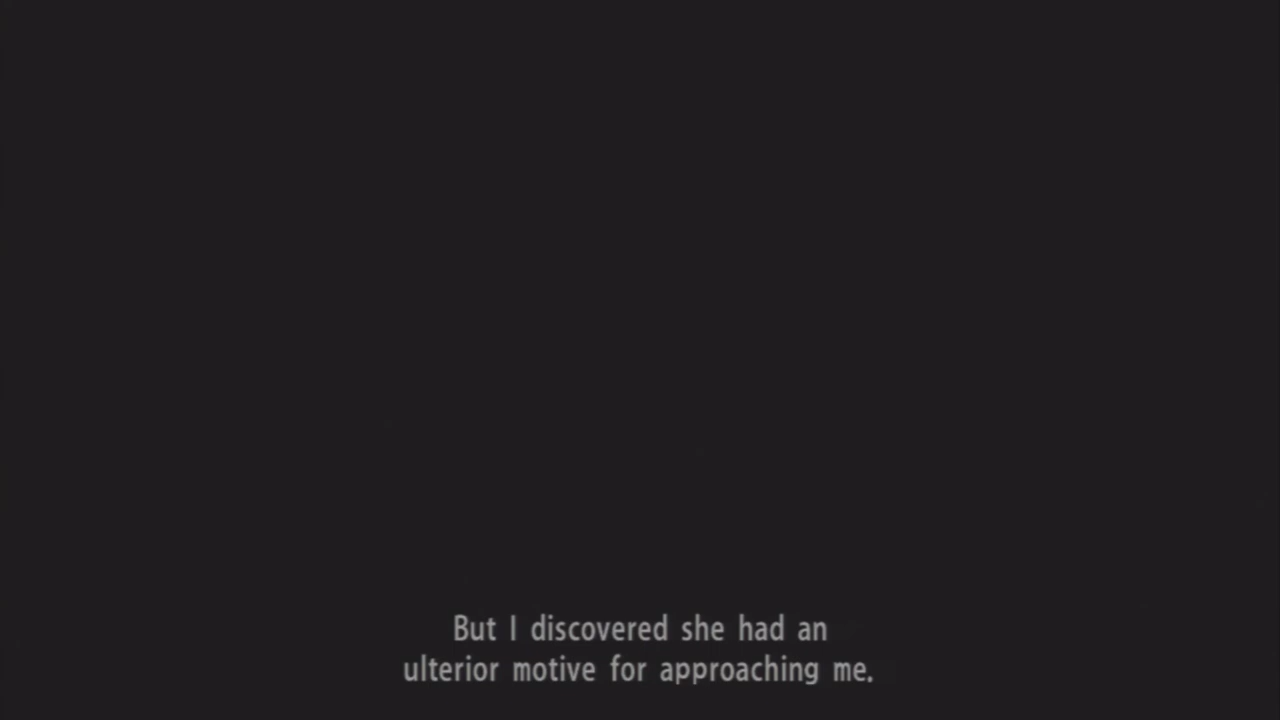 But I discovered she had an
ulterior motive for approaching me.